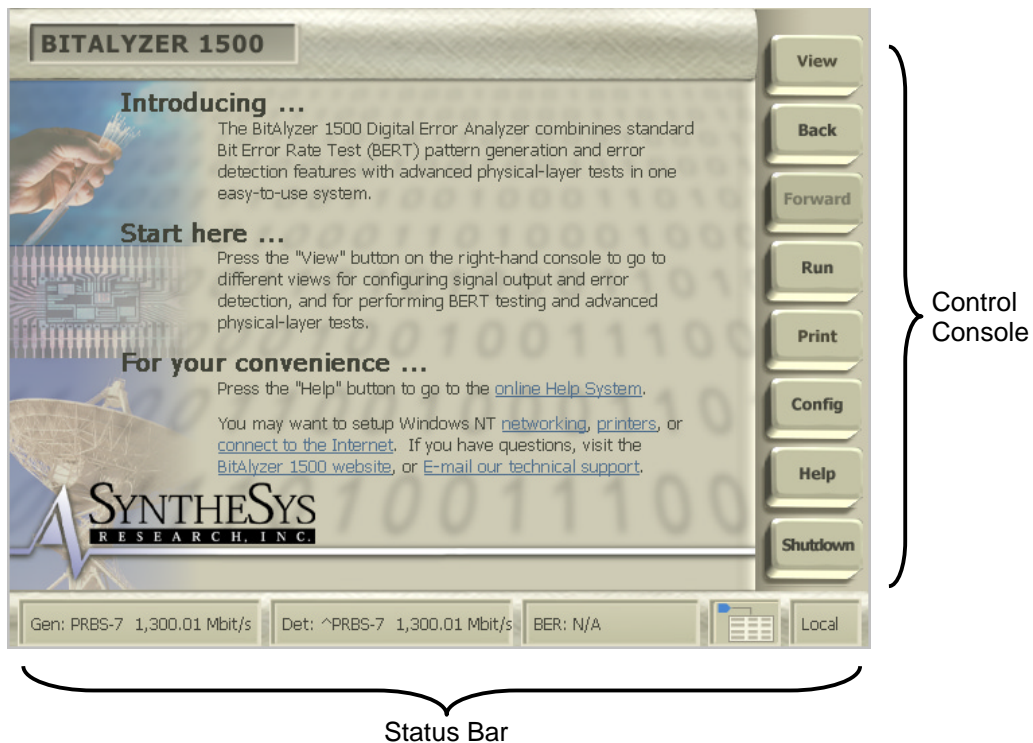 BITALYZER 1500
Introducing ...
The BitAlyzer 1500 Digital Error Analyzer combinines standard
Bit Error Rate Test (BERT) pattern generation and error
detection features with advanced physical-layer tests in one
easy-to-use system.
Start here ...
Press the "View" button on the right-hand console to go to
different views for configuring signal output and error
detection, and for performing BERT testing and advanced
physical-layer tests.
For your convenience ...
Press the "Help" button to go to the online Help System.
You may want to setup Windows NT networking, printers, or
connect to the Internet. If you have questions, visit the
BitAlyzer 1500 website, or E-mail our technical support.
SYNTHESYS
RESEARCH, INC.
View
Back
Forward
Run
Print
Config
Help
Shutdown
Control
Console
Gen: PRBS-7 1,300.01 Mbit/s
Det: ^PRBS-7 1,300.01 Mbit/s
BER: N/A
Local
Status Bar